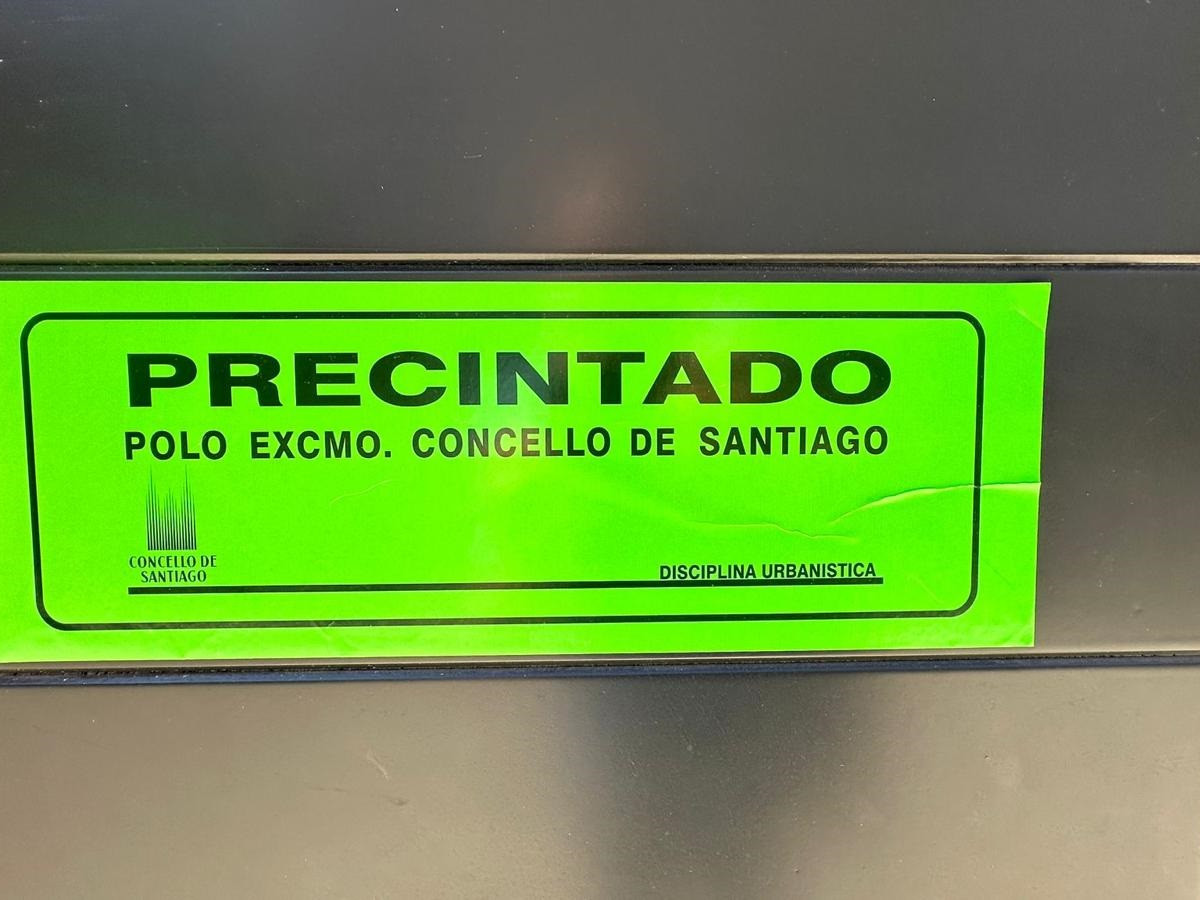 PRECINTADO
POLO EXCMO. CONCELLO DE SANTIAGO
CONCELLO DE
SANTIAGO
DISCIPLINA URBANISTICA